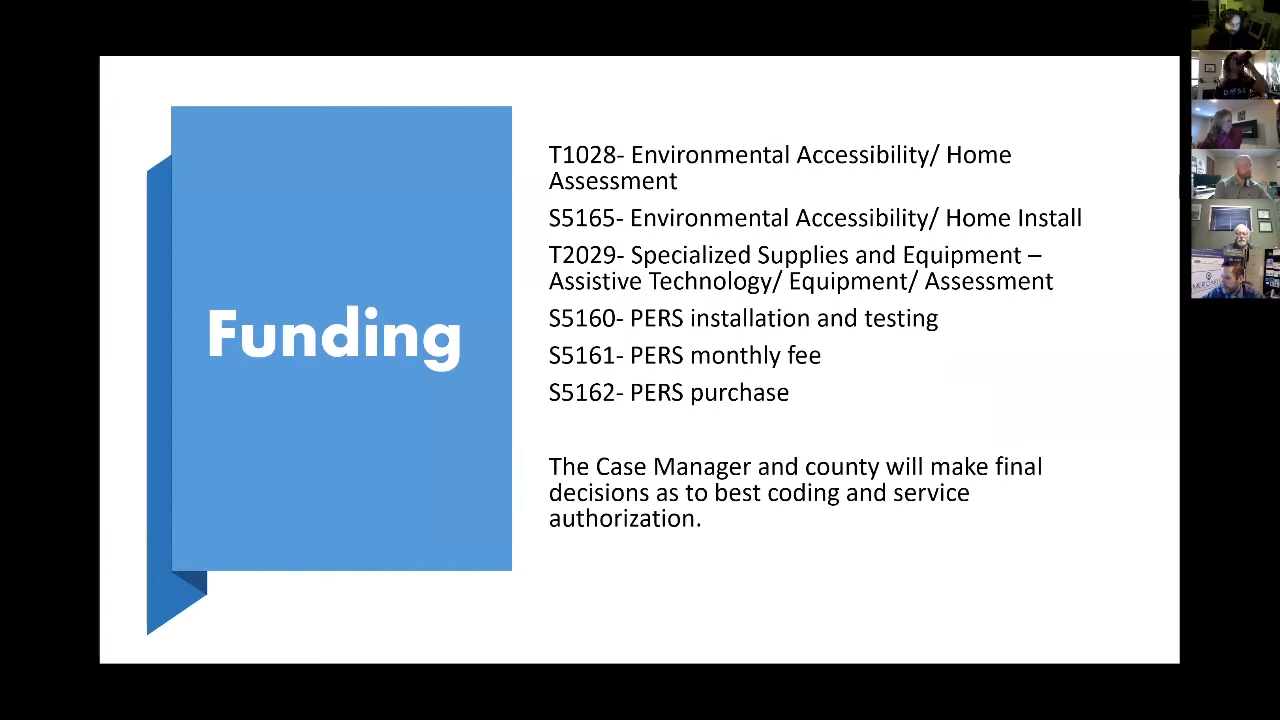 Funding
T1028- Environmental Accessibility/ Home
Assessment
S5165- Environmental Accessibility/ Home Install
T2029- Specialized Supplies and Equipment –
Assistive Technology/ Equipment/ Assessment
S5160- PERS installation and testing
S5161- PERS monthly fee
S5162- PERS purchase
The Case Manager and county will make final
decisions as to best coding and service
authorization.